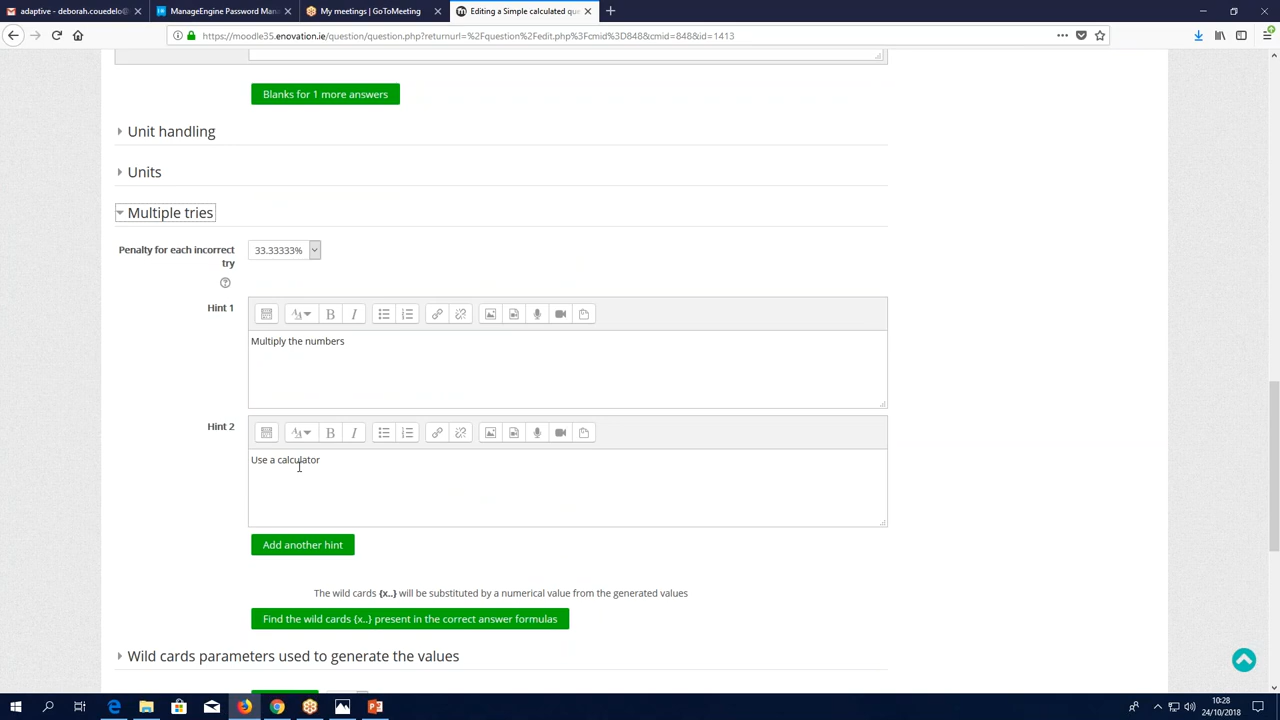 adaptive - deborah.couedelo
ManageEngine Password Man
My meetings | GoToMeeting
Editing a Simple calculated que
https://moodle35.enovation.ie/question/question.php?returnurl=%2Fquestion%2Fedit.php%3Fcmid%3D848&cmid=848&id=1413
Blanks for 1 more answers
Unit handling
Units
Multiple tries
Penalty for each incorrect
try
33.33333%
Hint 1
Multiply the numbers
Hint 2
Use a calculator
Add another hint
The wild cards {x..} will be substituted by a numerical value from the generated values
Find the wild cards {x..} present in the correct answer formulas
Wild cards parameters used to generate the values
10:28
24/10/2018